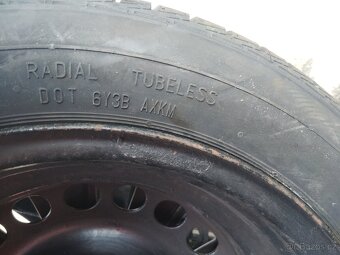 RADIAL TUBELESS
DOT 6Y3B AXKM